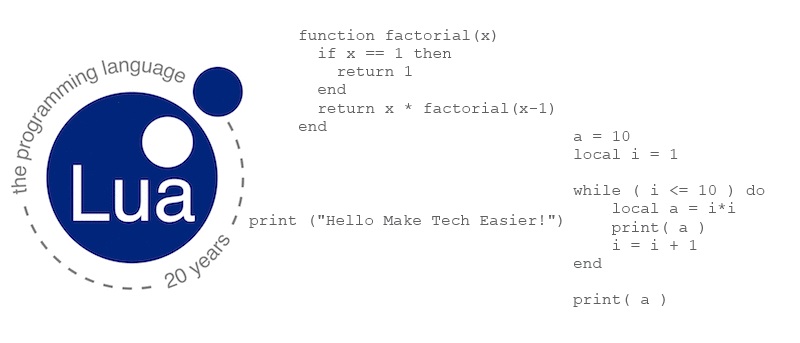 the programming language
Lua
20 years
function factorial(x)
  if x == 1 then
    return 1
  end
  return x * factorial(x-1)
end
print ("Hello Make Tech Easier!")
a = 10
local i = 1

while ( i <= 10 ) do
    local a = i*i
    print( a )
    i = i + 1
end

print( a )